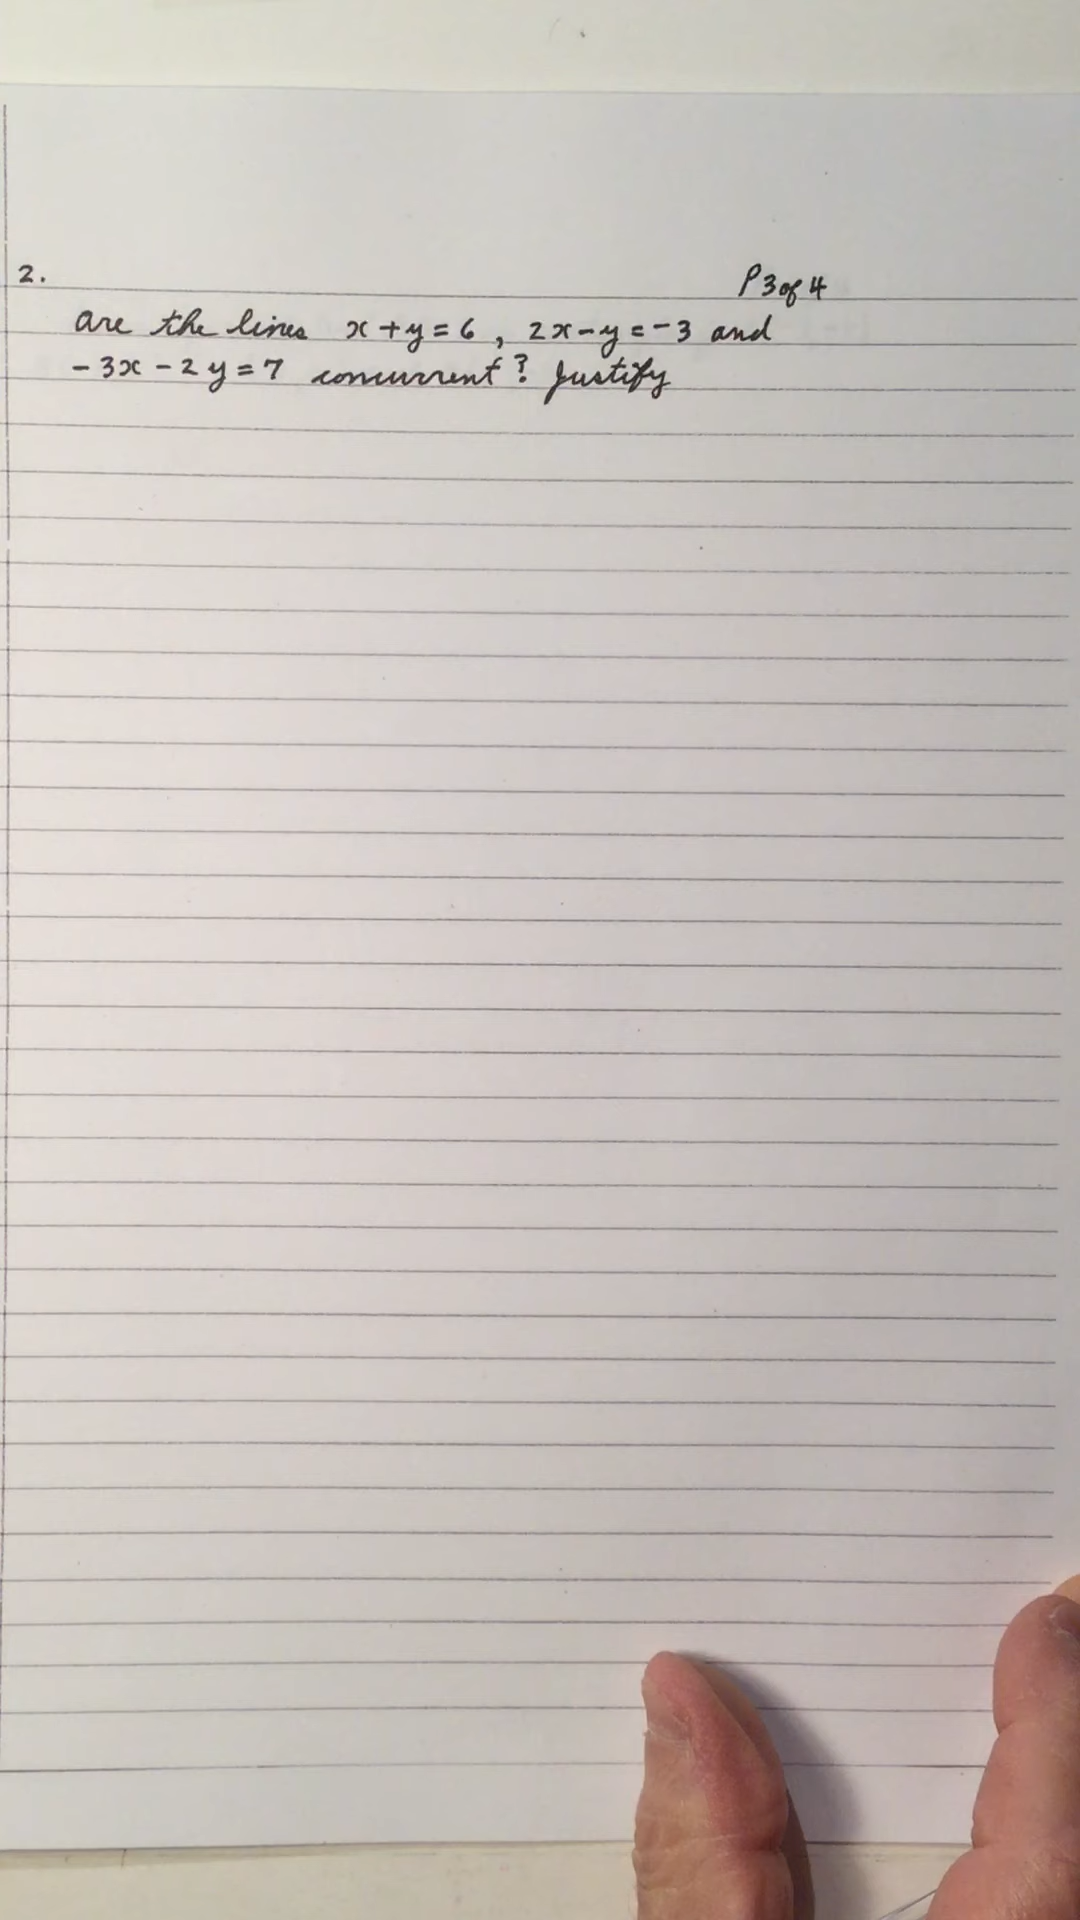 2.
P 3 of 4
are the lines x + y = 6 , 2x - y = -3 and
- 3x - 2y = 7 concurrent? Justify